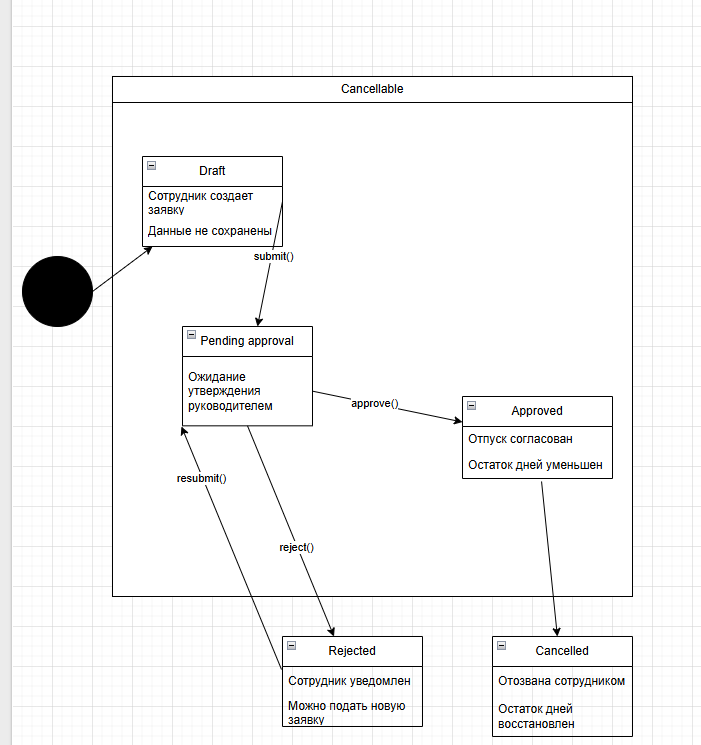 Cancellable
Draft
Сотрудник создает
заявку
Данные не сохранены
submit()
Pending approval
Ожидание
утверждения
руководителем
approve()
Approved
Отпуск согласован
Остаток дней уменьшен
resubmit()
reject()
Rejected
Сотрудник уведомлен
Можно подать новую
заявку
Cancelled
Отозвана сотрудником
Остаток дней
восстановлен